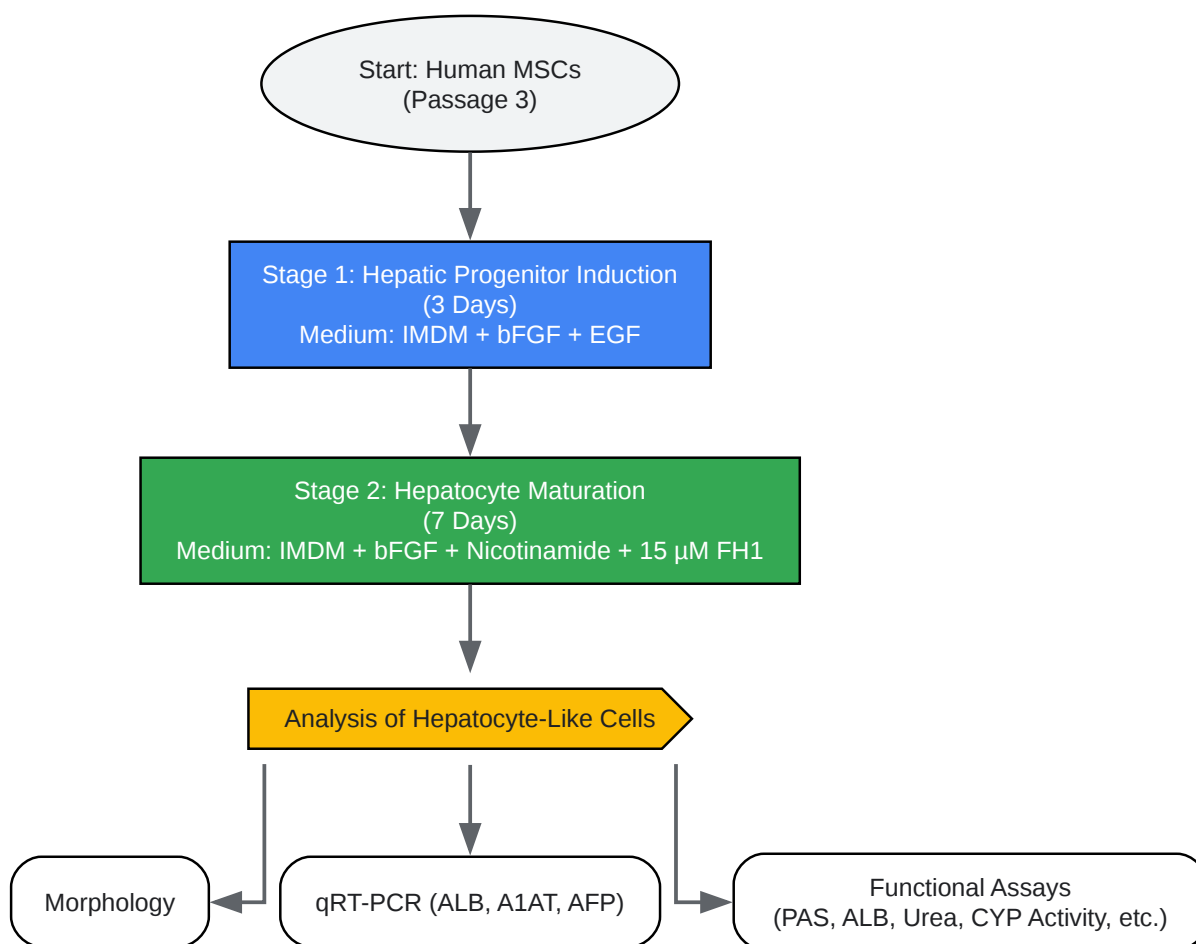 Start: Human MSCs
(Passage 3)
Stage 1: Hepatic Progenitor Induction
(3 Days)
Medium: IMDM + bFGF + EGF
Stage 2: Hepatocyte Maturation
(7 Days)
Medium: IMDM + bFGF + Nicotinamide + 15 µM FH1
Analysis of Hepatocyte-Like Cells
Morphology
qRT-PCR (ALB, A1AT, AFP)
Functional Assays
(PAS, ALB, Urea, CYP Activity, etc.)